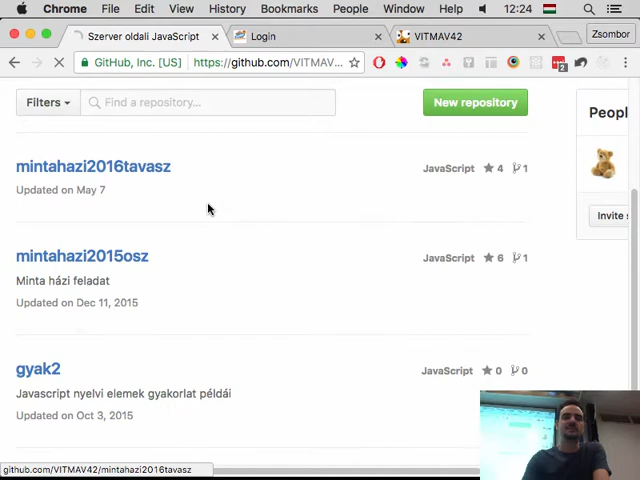 Chrome File Edit View History Bookmarks People Window Help 12:24
Szerver oldali JavaScript Login VITMAV42 Zsombor
GitHub, Inc. [US] https://github.com/VITMAV... 2
Filters Find a repository... New repository
Peopl
mintahazi2016tavasz JavaScript 4 1
Updated on May 7
Invite s
mintahazi2015osz JavaScript 6 1
Minta házi feladat
Updated on Dec 11, 2015
gyak2 JavaScript 0 0
Javascript nyelvi elemek gyakorlat példái
Updated on Oct 3, 2015
github.com/VITMAV42/mintahazi2016tavasz